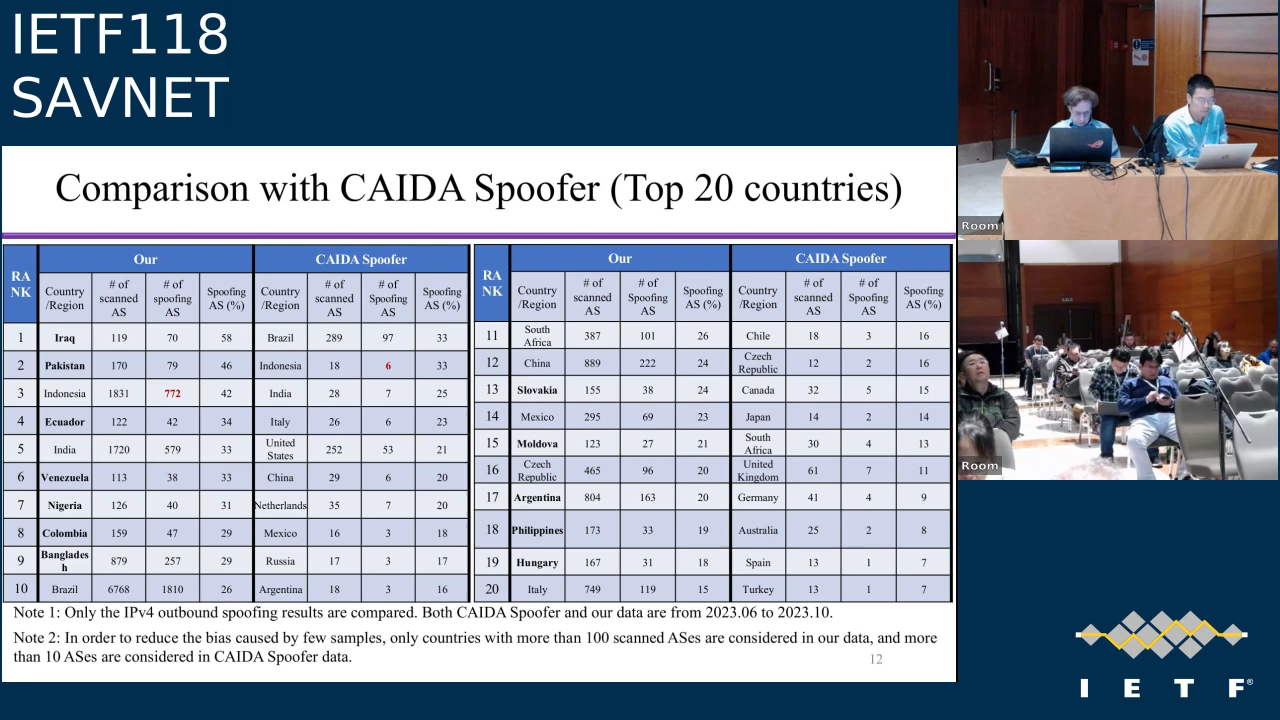 IETF118
SAVNET
Comparison with CAIDA Spoofer (Top 20 countries)
RA
NK
Our
CAIDA Spoofer
Country
/Region
# of
scanned
AS
# of
spoofing
AS
Spoofing
AS (%)
Country
/Region
# of
scanned
AS
# of
Spoofing
AS
Spoofing
AS (%)
1 Iraq 119 70 58 Brazil 289 97 33
2 Pakistan 170 79 46 Indonesia 18 6 33
3 Indonesia 1831 772 42 India 28 7 25
4 Ecuador 122 42 34 Italy 26 6 23
5 India 1720 579 33 United
States 252 53 21
6 Venezuela 113 38 33 China 29 6 20
7 Nigeria 126 40 31 Netherlands 35 7 20
8 Colombia 159 47 29 Mexico 16 3 18
9 Banglades
h 879 257 29 Russia 17 3 17
10 Brazil 6768 1810 26 Argentina 18 3 16
RA
NK
Our
CAIDA Spoofer
Country
/Region
# of
scanned
AS
# of
Spoofing
AS
Spoofing
AS (%)
Country
/Region
# of
scanned
AS
# of
Spoofing
AS
Spoofing
AS (%)
11 South
Africa 387 101 26 Chile 18 3 16
12 China 889 222 24 Czech
Republic 12 2 16
13 Slovakia 155 38 24 Canada 32 5 15
14 Mexico 295 69 23 Japan 14 2 14
15 Moldova 123 27 21 South
Africa 30 4 13
16 Czech
Republic 465 96 20 United
Kingdom 61 7 11
17 Argentina 804 163 20 Germany 41 4 9
18 Philippines 173 33 19 Australia 25 2 8
19 Hungary 167 31 18 Spain 13 1 7
20 Italy 749 119 15 Turkey 13 1 7
Note 1: Only the IPv4 outbound spoofing results are compared. Both CAIDA Spoofer and our data are from 2023.06 to 2023.10.
Note 2: In order to reduce the bias caused by few samples, only countries with more than 100 scanned ASes are considered in our data, and more
than 10 ASes are considered in CAIDA Spoofer data.
12
Room
Room
I E T F®